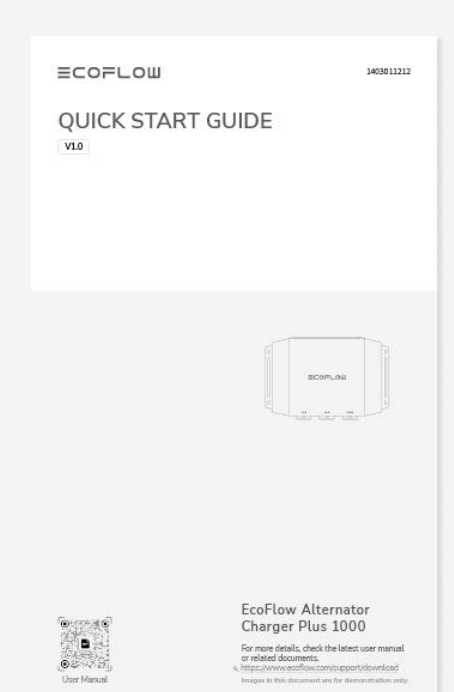 ECOFLOW
1403011212
QUICK START GUIDE
V1.0
ECOFLOW
EcoFlow Alternator
Charger Plus 1000
For more details, check the latest user manual
or related documents.
https://www.ecoflow.com/support/download
Images in this document are for demonstration only.
User Manual